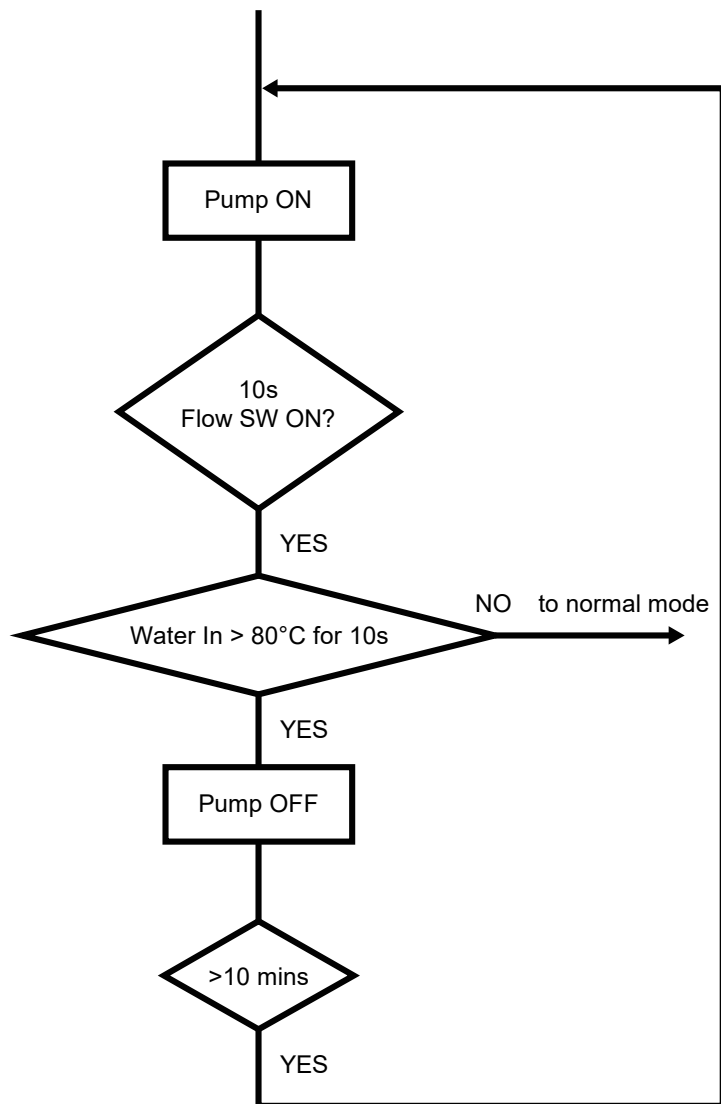 Pump ON
10s
Flow SW ON?
YES
NO to normal mode
Water In > 80°C for 10s
YES
Pump OFF
>10 mins
YES